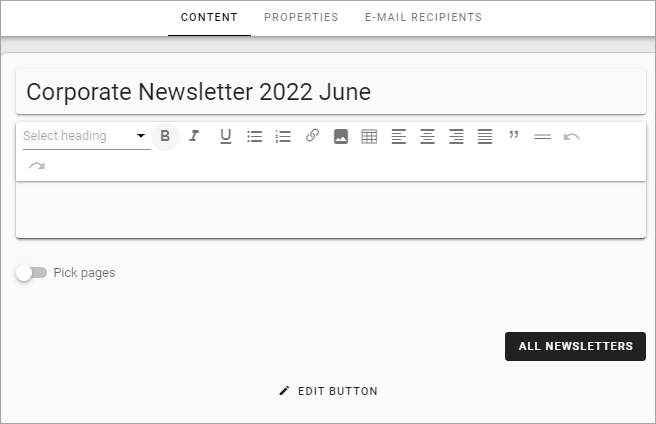 CONTENT PROPERTIES E-MAIL RECIPIENTS
Corporate Newsletter 2022 June
Select heading B I U
Pick pages
ALL NEWSLETTERS
EDIT BUTTON